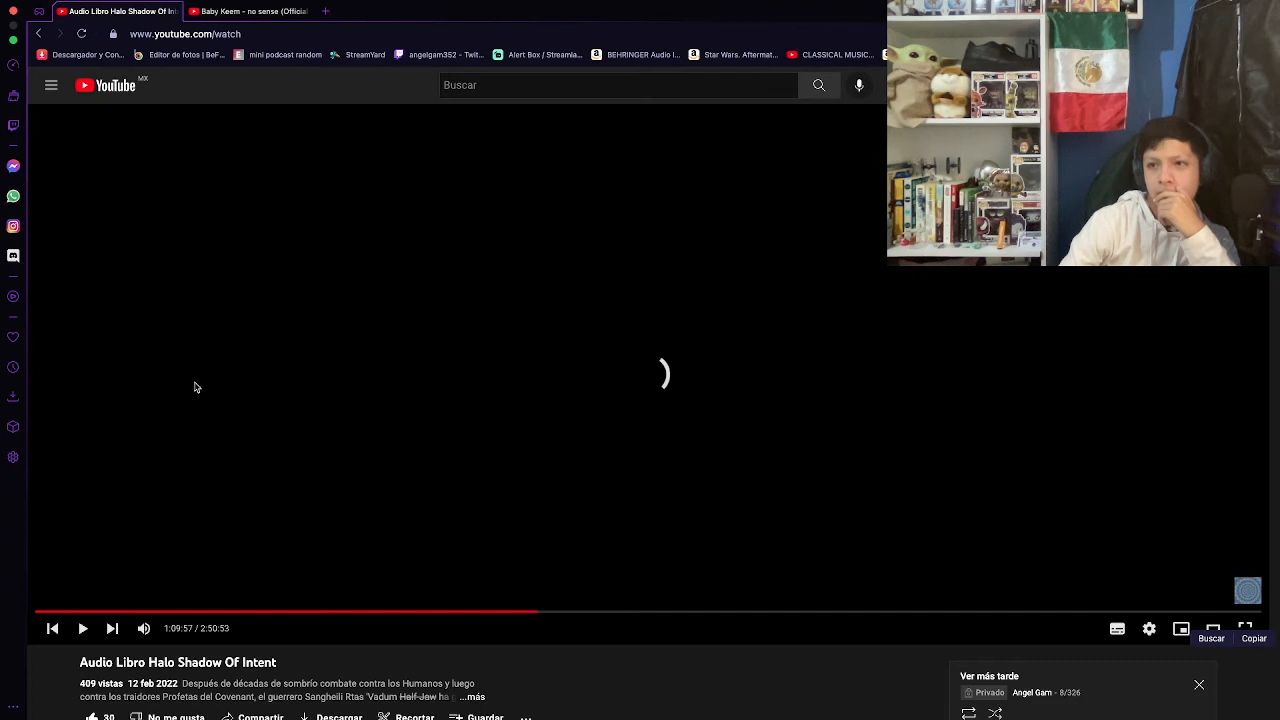 Audio Libro Halo Shadow Of Int
Baby Keem - no sense (Official
www.youtube.com/watch
Descargador y Con...
Editor de fotos | BeF...
mini podcast random
StreamYard
angelgam352 - Twit...
Alert Box / Streamla...
BEHRINGER Audio I...
Star Wars. Aftermat...
CLASSICAL MUSIC...
YouTube MX
Buscar
1:09:57 / 2:50:53
Buscar
Copiar
Audio Libro Halo Shadow Of Intent
409 vistas 12 feb 2022 Después de décadas de sombrío combate contra los Humanos y luego
contra los traidores Profetas del Covenant, el guerrero Sangheili Rtas 'Vadum Half-Jaw ha e ...más
30 No me gusta Compartir Descargar Recortar Guardar ...
Ver más tarde
Privado Angel Gam - 8/326